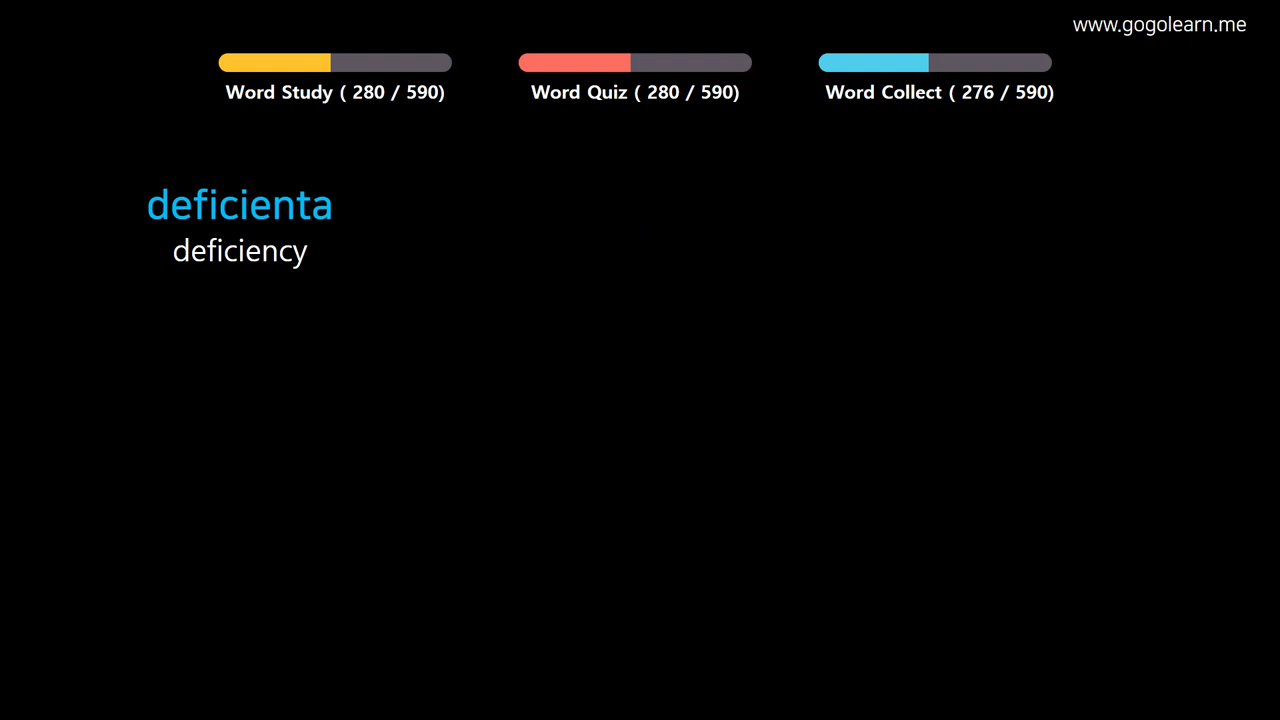 www.gogolearn.me
Word Study ( 280 / 590)
Word Quiz ( 280 / 590)
Word Collect ( 276 / 590)
deficienta
deficiency